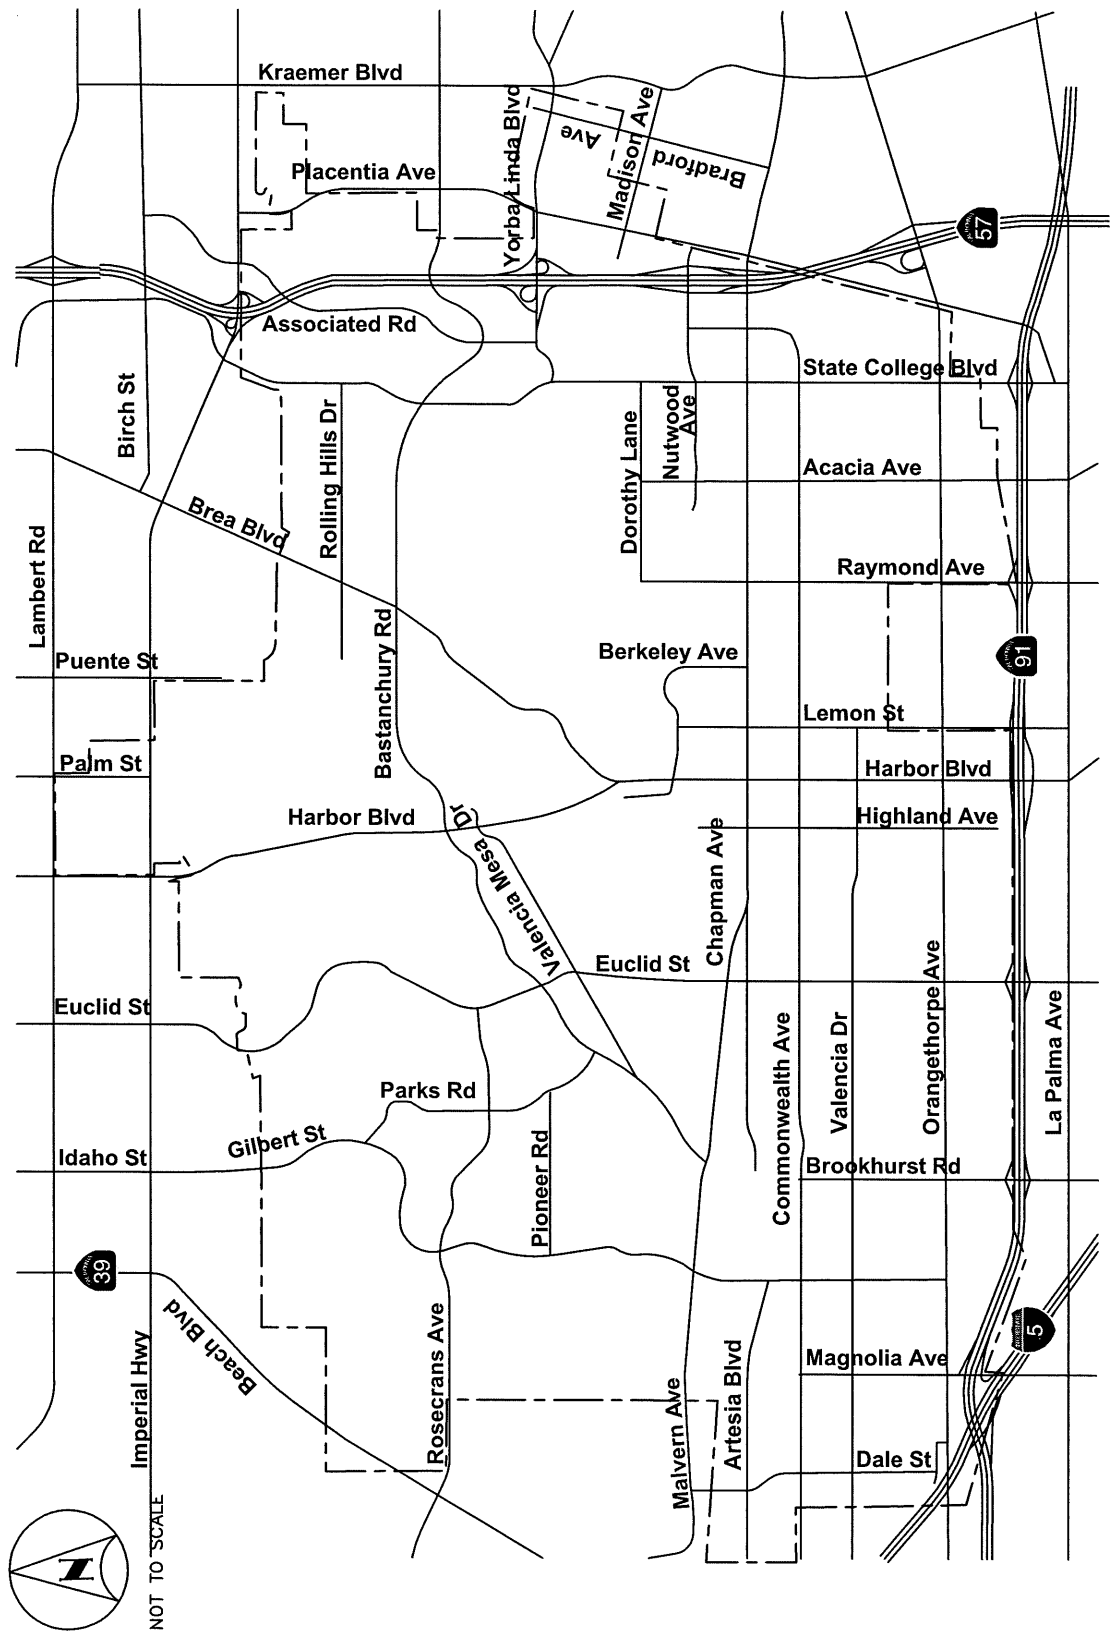 Kraemer Blvd
Yorba Linda Blvd
Ave
Bradford
Madison Ave
Placentia Ave
57
Associated Rd
State College Blvd
Birch St
Rolling Hills Dr
Dorothy Lane
Nutwood
Ave
Acacia Ave
Brea Blvd
Lambert Rd
Raymond Ave
Bastanchury Rd
Puente St
Berkeley Ave
91
Lemon St
Palm St
Harbor Blvd
Harbor Blvd
Highland Ave
Valencia Mesa Dr
Chapman Ave
Euclid St
Euclid St
Commonwealth Ave
Valencia Dr
Orangethorpe Ave
La Palma Ave
Parks Rd
Gilbert St
Idaho St
Pioneer Rd
Brookhurst Rd
39
Beach Blvd
Imperial Hwy
Rosecrans Ave
5
Magnolia Ave
Malvern Ave
Artesia Blvd
Dale St
N
NOT TO SCALE